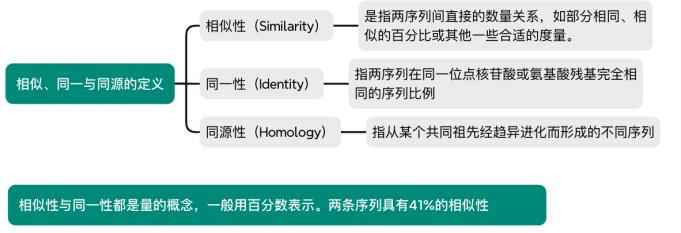 相似、同一与同源的定义
相似性（Similarity）
是指两序列间直接的数量关系，如部分相同、相
似的百分比或其他一些合适的度量。
同一性（Identity）
指两序列在同一位点核苷酸或氨基酸残基完全相
同的序列比例
同源性（Homology）
指从某个共同祖先经趋异进化而形成的不同序列
相似性与同一性都是量的概念，一般用百分数表示。两条序列具有41%的相似性